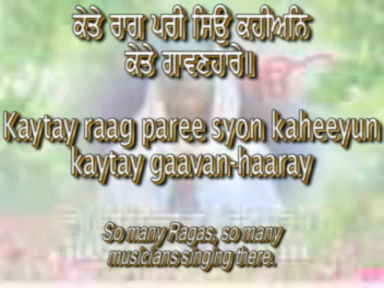 ਕੇਤੇ ਰਾਗ ਪਰੀ ਸਿਉ ਕਹੀਅਨਿ
ਕੇਤੇ ਗਾਵਣਹਾਰੇ॥
Kaytay raag paree syon kaheeyun
kaytay gaavan-haaray
So many Ragas, so many
musicians singing there.